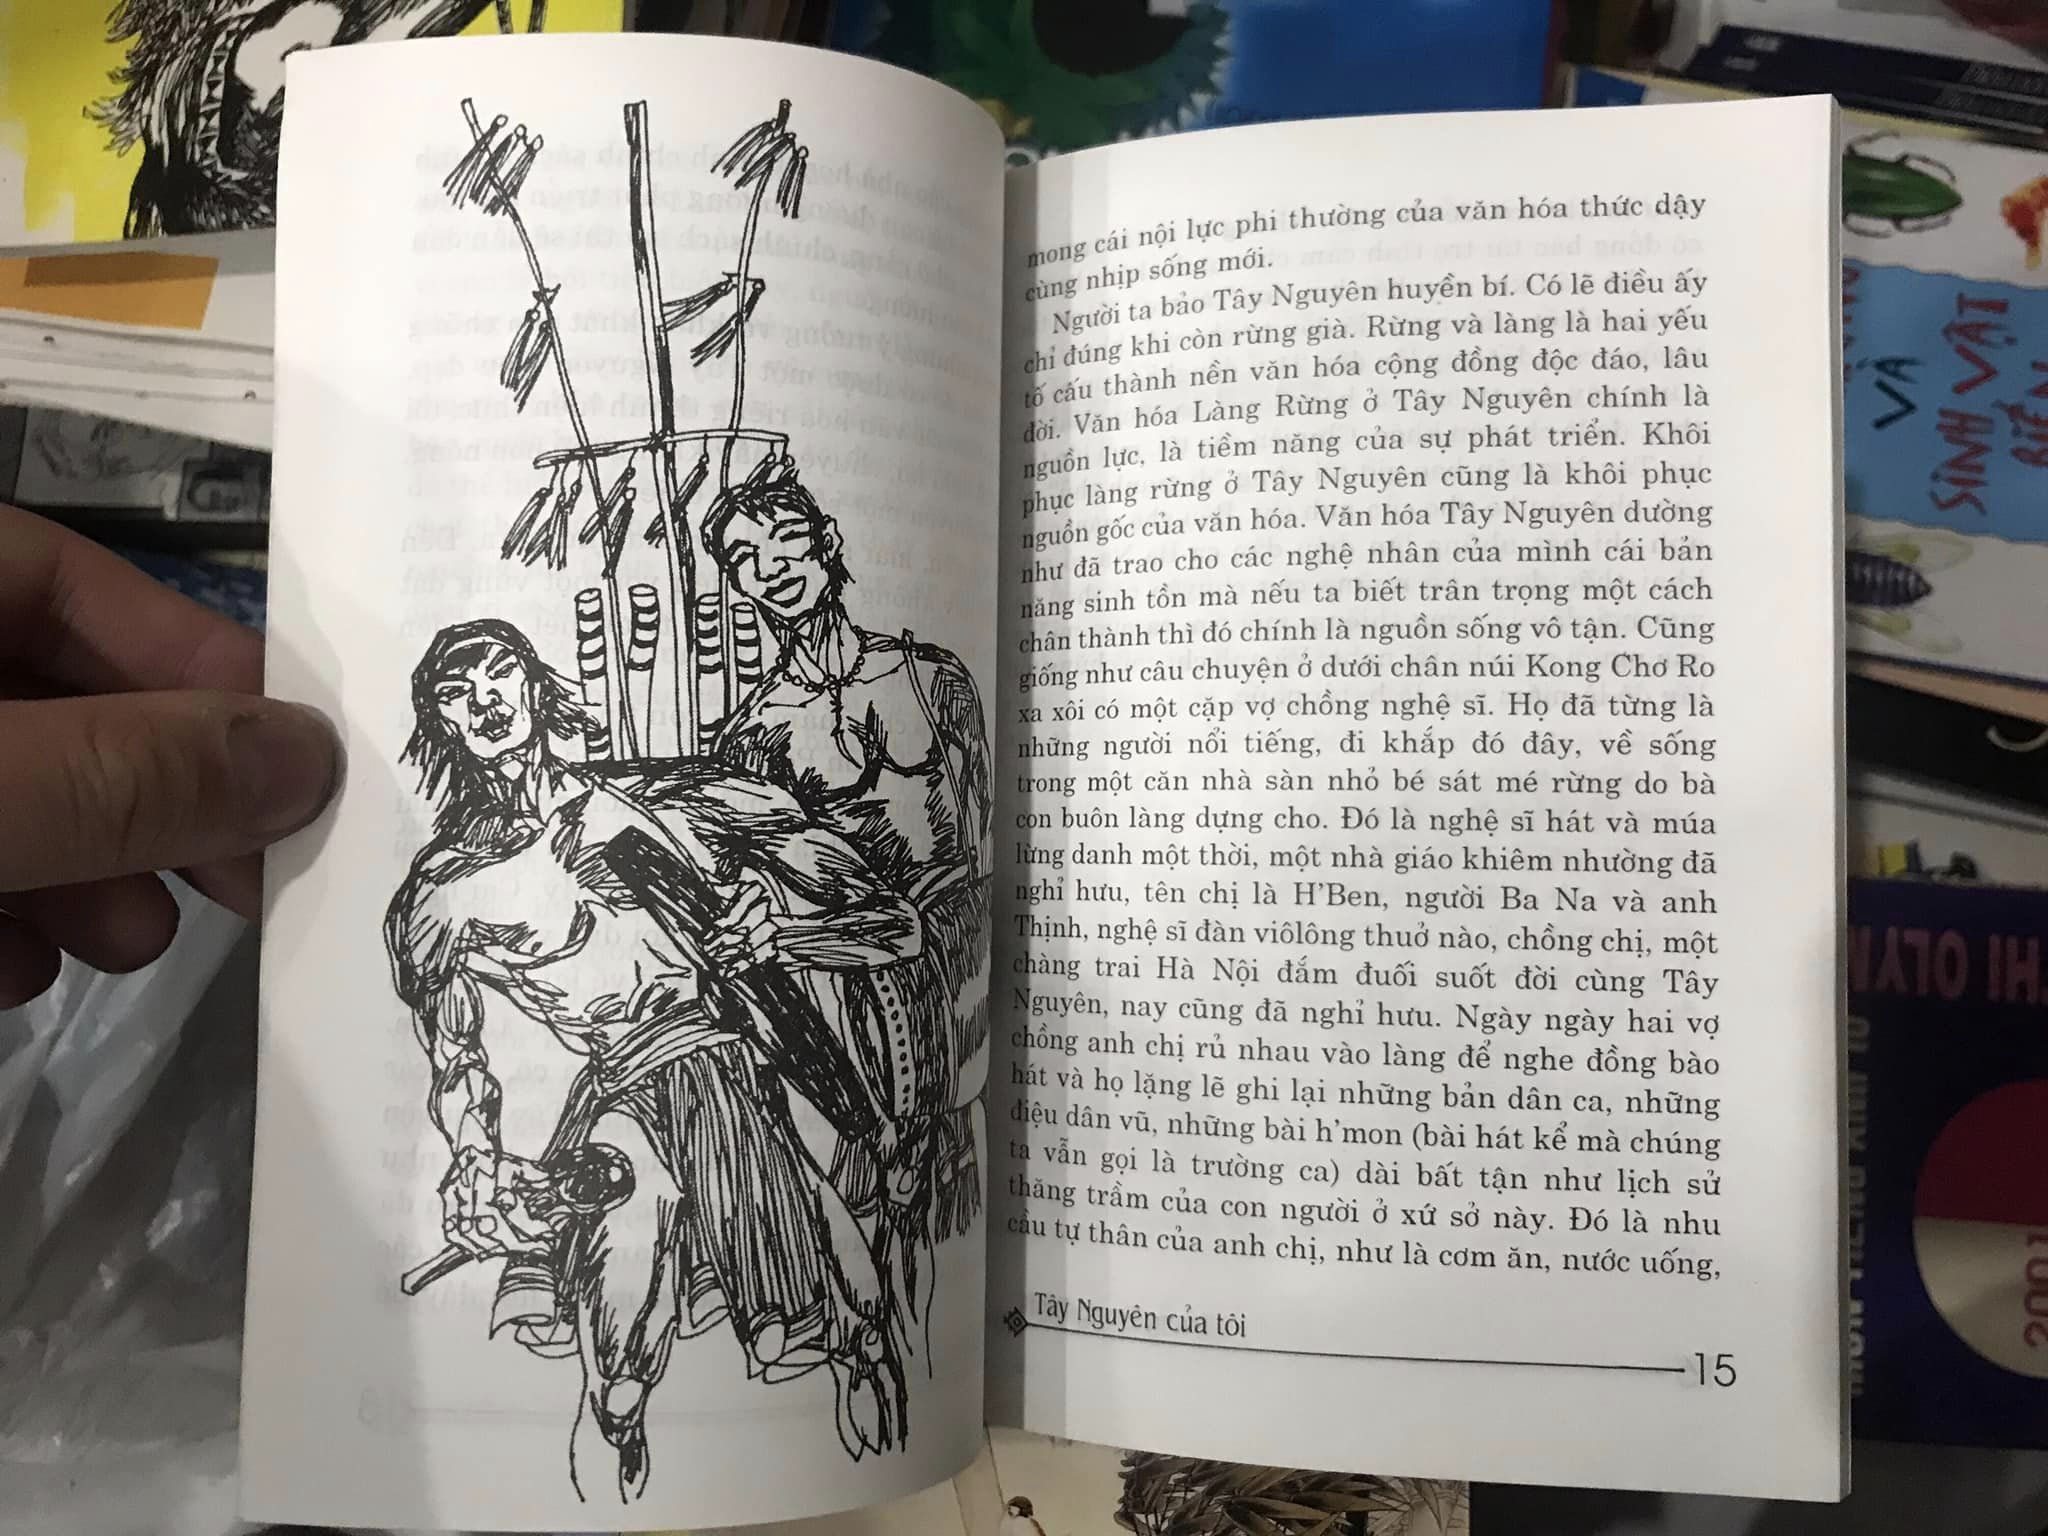 mong cái nội lực phi thường của văn hóa thức dậy
cùng nhịp sống mới.
Người ta bảo Tây Nguyên huyền bí. Có lẽ điều ấy
chỉ đúng khi còn rừng già. Rừng và làng là hai yếu
tố cấu thành nền văn hóa cộng đồng độc đáo, lâu
đời. Văn hóa Làng Rừng ở Tây Nguyên chính là
nguồn lực, là tiềm năng của sự phát triển. Khôi
phục làng rừng ở Tây Nguyên cũng là khôi phục
nguồn gốc của văn hóa. Văn hóa Tây Nguyên dường
như đã trao cho các nghệ nhân của mình cái bản
năng sinh tồn mà nếu ta biết trân trọng một cách
chân thành thì đó chính là nguồn sống vô tận. Cũng
giống như câu chuyện ở dưới chân núi Kong Chơ Ro
xa xôi có một cặp vợ chồng nghệ sĩ. Họ đã từng là
những người nổi tiếng, đi khắp đó đây, về sống
trong một căn nhà sàn nhỏ bé sát mé rừng do bà
con buôn làng dựng cho. Đó là nghệ sĩ hát và múa
lừng danh một thời, một nhà giáo khiêm nhường đã
nghỉ hưu, tên chị là H'Ben, người Ba Na và anh
Thịnh, nghệ sĩ đàn viôlông thuở nào, chồng chị, một
chàng trai Hà Nội đắm đuối suốt đời cùng Tây
Nguyên, nay cũng đã nghỉ hưu. Ngày ngày hai vợ
chồng anh chị rủ nhau vào làng để nghe đồng bào
hát và họ lặng lẽ ghi lại những bản dân ca, những
điệu dân vũ, những bài h'mon (bài hát kể mà chúng
ta vẫn gọi là trường ca) dài bất tận như lịch sử
thăng trầm của con người ở xứ sở này. Đó là nhu
cầu tự thân của anh chị, như là cơm ăn, nước uống,
Tây Nguyên của tôi
15
VÀ
SINH VẬT
BIỂN
THI OLYM
2001